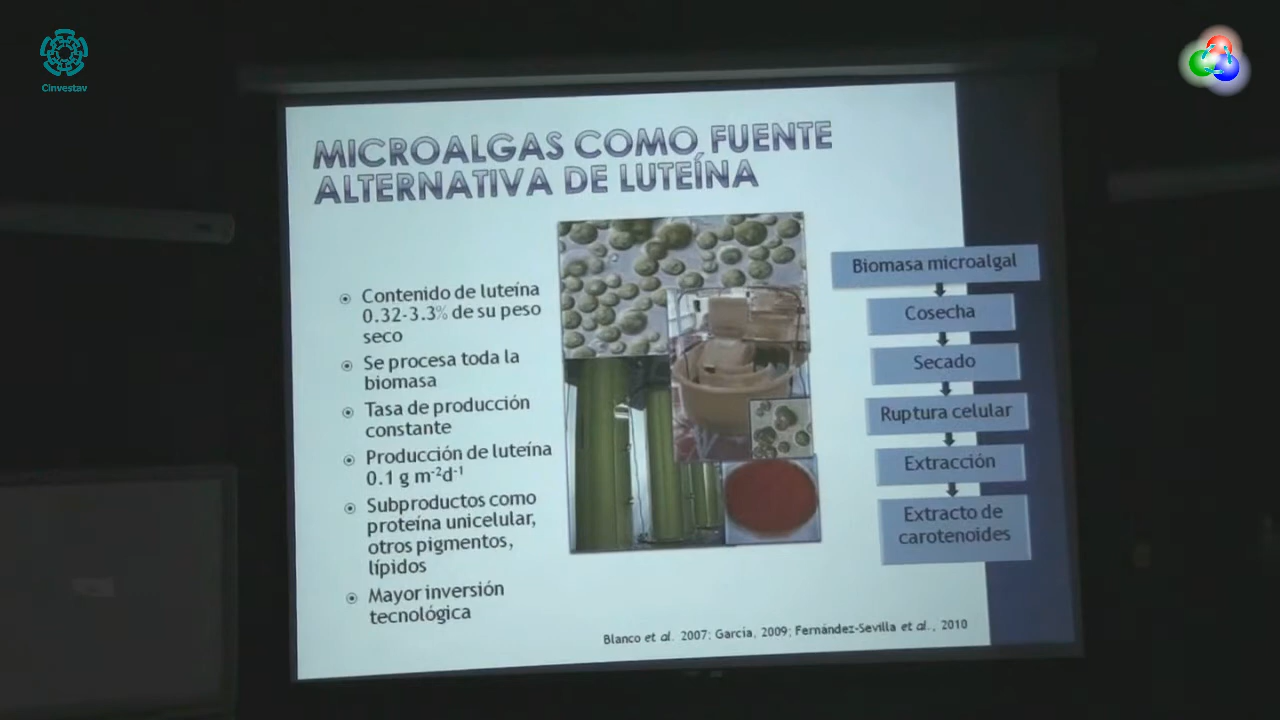 Cinvestav
MICROALGAS COMO FUENTE
ALTERNATIVA DE LUTEÍNA
Contenido de luteína
0.32-3.3% de su peso
seco
Se procesa toda la
biomasa
Tasa de producción
constante
Producción de luteína
0.1 g m⁻²d⁻¹
Subproductos como
proteína unicelular,
otros pigmentos,
lípidos
Mayor inversión
tecnológica
Biomasa microalgal
Cosecha
Secado
Ruptura celular
Extracción
Extracto de
carotenoides
Blanco et al. 2007; García, 2009; Fernández-Sevilla et al., 2010